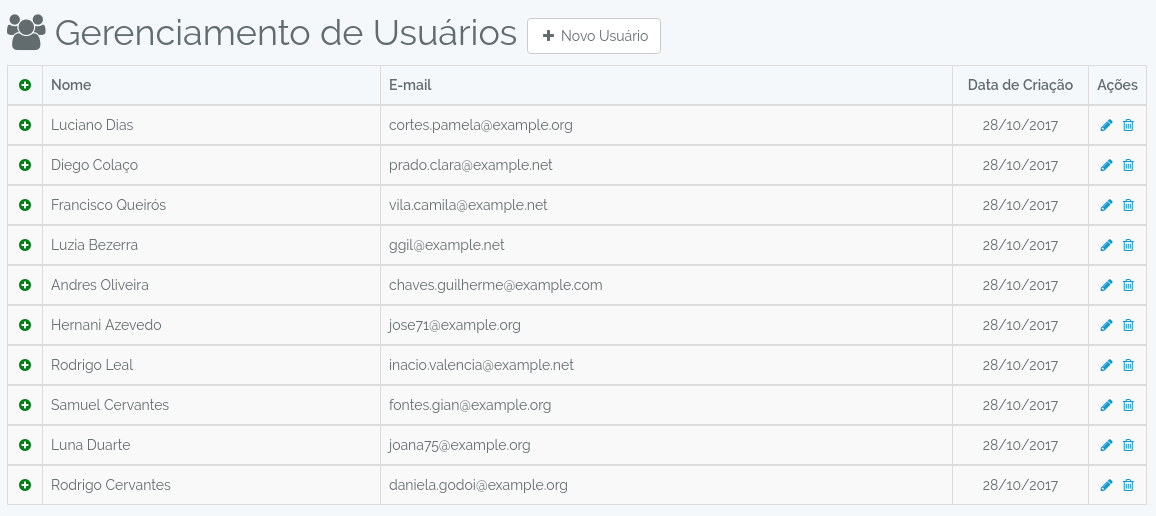 Gerenciamento de Usuários
Novo Usuário
Nome E-mail Data de Criação Ações
Luciano Dias cortes.pamela@example.org 28/10/2017
Diego Colaço prado.clara@example.net 28/10/2017
Francisco Queirós vila.camila@example.net 28/10/2017
Luzia Bezerra ggil@example.net 28/10/2017
Andres Oliveira chaves.guilherme@example.com 28/10/2017
Hernani Azevedo jose71@example.org 28/10/2017
Rodrigo Leal inacio.valencia@example.net 28/10/2017
Samuel Cervantes fontes.gian@example.org 28/10/2017
Luna Duarte joana75@example.org 28/10/2017
Rodrigo Cervantes daniela.godoi@example.org 28/10/2017